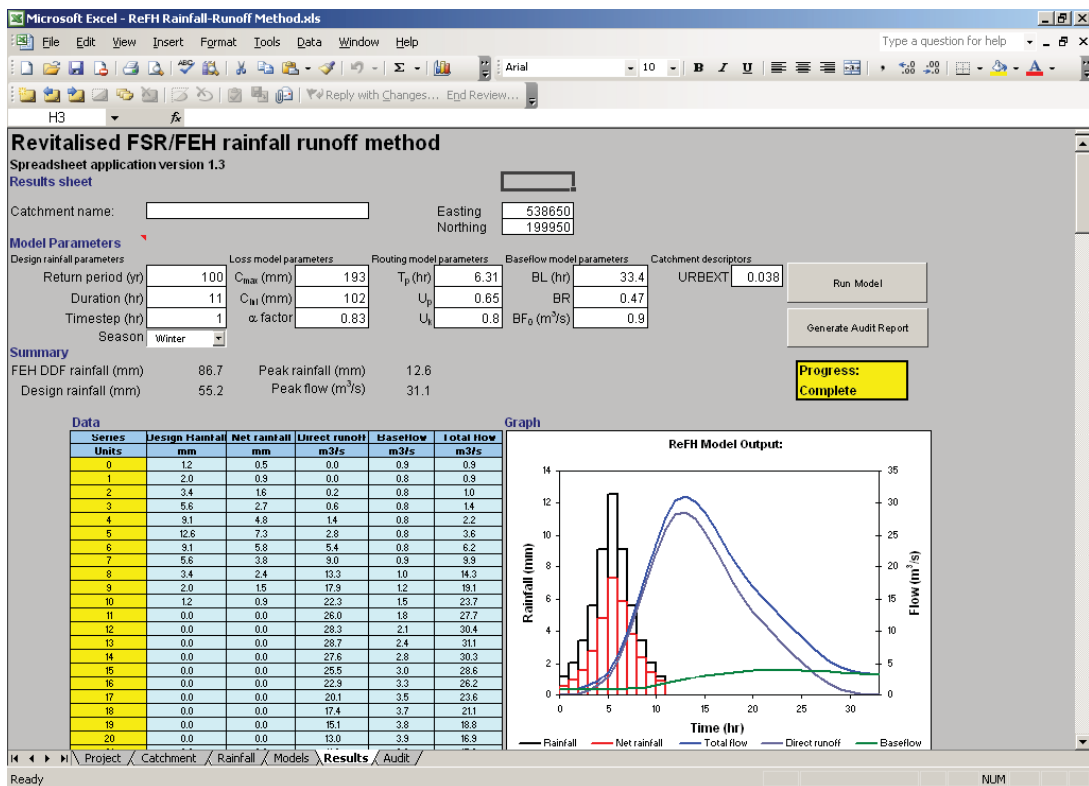 Microsoft Excel - ReFH Rainfall-Runoff Method.xls
File Edit View Insert Format Tools Data Window Help Type a question for help
Arial 10 B I U
Reply with Changes... End Review...
H3 fx
Revitalised FSR/FEH rainfall runoff method
Spreadsheet application version 1.3
Results sheet
Catchment name: Easting 538650
Northing 199950
Model Parameters
Design rainfall parameters Loss model parameters Routing model parameters Baseflow model parameters Catchment descriptors
Return period (yr) 100 Cmax (mm) 193 Tp (hr) 6.31 BL (hr) 33.4 URBEXT 0.038 Run Model
Duration (hr) 11 Cini (mm) 102 Up 0.65 BR 0.47
Timestep (hr) 1 α factor 0.83 Uk 0.8 BF0 (m³/s) 0.9 Generate Audit Report
Season Winter
Summary
FEH DDF rainfall (mm) 86.7 Peak rainfall (mm) 12.6 Progress:
Design rainfall (mm) 55.2 Peak flow (m³/s) 31.1 Complete
Data
Series Design Rainfall Net rainfall Direct runoff Baseflow Total flow
Units mm mm m3/s m3/s m3/s
0 1.2 0.5 0.0 0.9 0.9
1 2.0 0.9 0.0 0.8 0.9
2 3.4 1.6 0.2 0.8 1.0
3 5.6 2.7 0.6 0.8 1.4
4 9.1 4.8 1.4 0.8 2.2
5 12.6 7.3 2.8 0.8 3.6
6 9.1 5.8 5.4 0.8 6.2
7 5.6 3.8 9.0 0.9 9.9
8 3.4 2.4 13.3 1.0 14.3
9 2.0 1.5 17.9 1.2 19.1
10 1.2 0.9 22.3 1.5 23.7
11 0.0 0.0 26.0 1.8 27.7
12 0.0 0.0 28.3 2.1 30.4
13 0.0 0.0 28.7 2.4 31.1
14 0.0 0.0 27.6 2.8 30.3
15 0.0 0.0 25.5 3.0 28.6
16 0.0 0.0 22.9 3.3 26.2
17 0.0 0.0 20.1 3.5 23.6
18 0.0 0.0 17.4 3.7 21.1
19 0.0 0.0 15.1 3.8 18.8
20 0.0 0.0 13.0 3.9 16.9
Graph
ReFH Model Output:
14 12 10 8 6 4 2 0
Rainfall (mm)
35 30 25 20 15 10 5 0
Flow (m³/s)
0 5 10 15 20 25 30
Time (hr)
Rainfall Net rainfall Total flow Direct runoff Baseflow
Project Catchment Rainfall Models Results Audit
Ready NUM